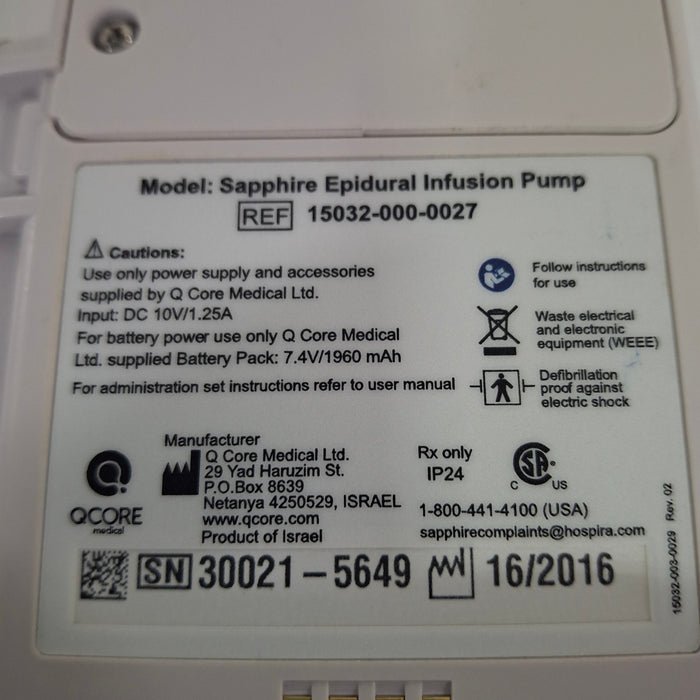 Model: Sapphire Epidural Infusion Pump
REF 15032-000-0027
Cautions:
Use only power supply and accessories
supplied by Q Core Medical Ltd.
Input: DC 10V/1.25A
For battery power use only Q Core Medical
Ltd. supplied Battery Pack: 7.4V/1960 mAh
For administration set instructions refer to user manual
Follow instructions
for use
Waste electrical
and electronic
equipment (WEEE)
Defibrillation
proof against
electric shock
QCORE
medical
Manufacturer
Q Core Medical Ltd.
29 Yad Haruzim St.
P.O.Box 8639
Netanya 4250529, ISRAEL
www.qcore.com
Product of Israel
Rx only
IP24
CSA
C US
1-800-441-4100 (USA)
sapphirecomplaints@hospira.com
SN 30021-5649 16/2016
15032-003-0029 Rev. 02